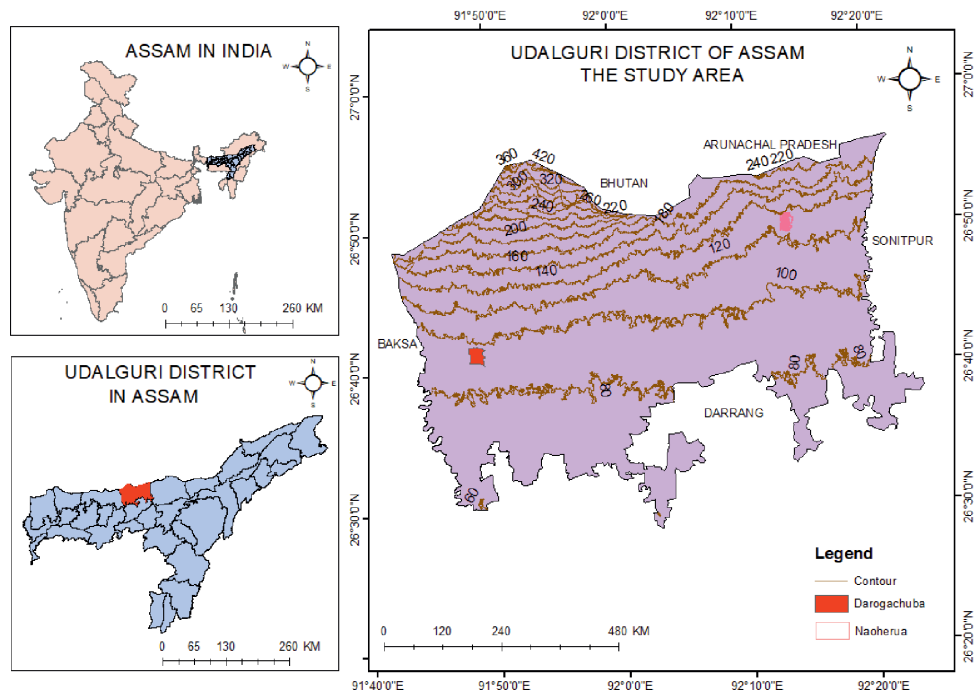 ASSAM IN INDIA
N
W E
S
0 65 130 260 KM
UDALGURI DISTRICT
IN ASSAM
N
W E
S
0 65 130 260 KM
91°50'0"E 92°0'0"E 92°10'0"E 92°20'0"E
UDALGURI DISTRICT OF ASSAM
THE STUDY AREA
N
W E
S
27°0'0"N
27°0'0"N
ARUNACHAL PRADESH
360 420
240 220
300 320
BHUTAN
260
220
180
240
200
26°50'0"N
26°50'0"N
SONITPUR
160
120
140
100
BAKSA
26°40'0"N
26°40'0"N
80
80
80
DARRANG
80
26°30'0"N
26°30'0"N
Legend
Contour
Darogachuba
Naoherua
0 120 240 480 KM
26°20'0"N
91°40'0"E 91°50'0"E 92°0'0"E 92°10'0"E 92°20'0"E